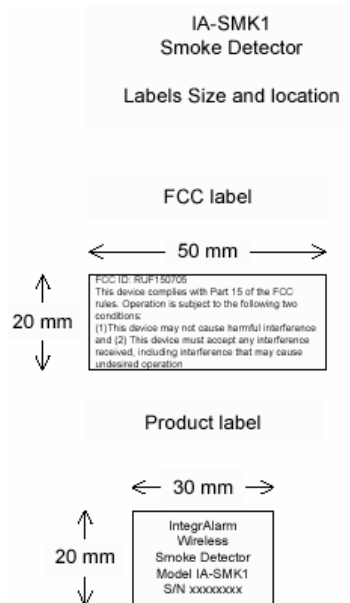 IA-SMK1
Smoke Detector
Labels Size and location
FCC label
50 mm
20 mm
FCC ID: RUF150705
This device complies with Part 15 of the FCC
rules. Operation is subject to the following two
conditions:
(1)This device may not cause harmful interference
and (2) This device must accept any interference
received, including interference that may cause
undesired operation
Product label
30 mm
20 mm
IntegrAlarm
Wireless
Smoke Detector
Model IA-SMK1
S/N xxxxxxxx